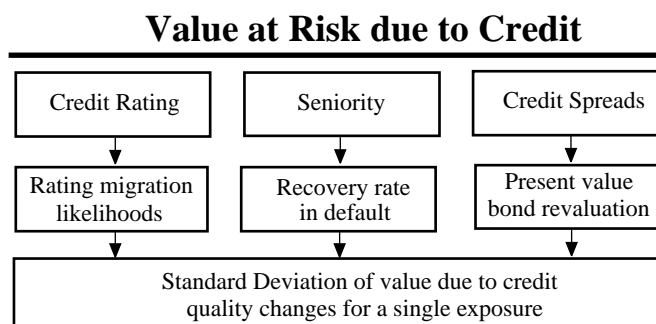 Value at Risk due to Credit
Credit Rating
Seniority
Credit Spreads
Rating migration
likelihoods
Recovery rate
in default
Present value
bond revaluation
Standard Deviation of value due to credit
quality changes for a single exposure